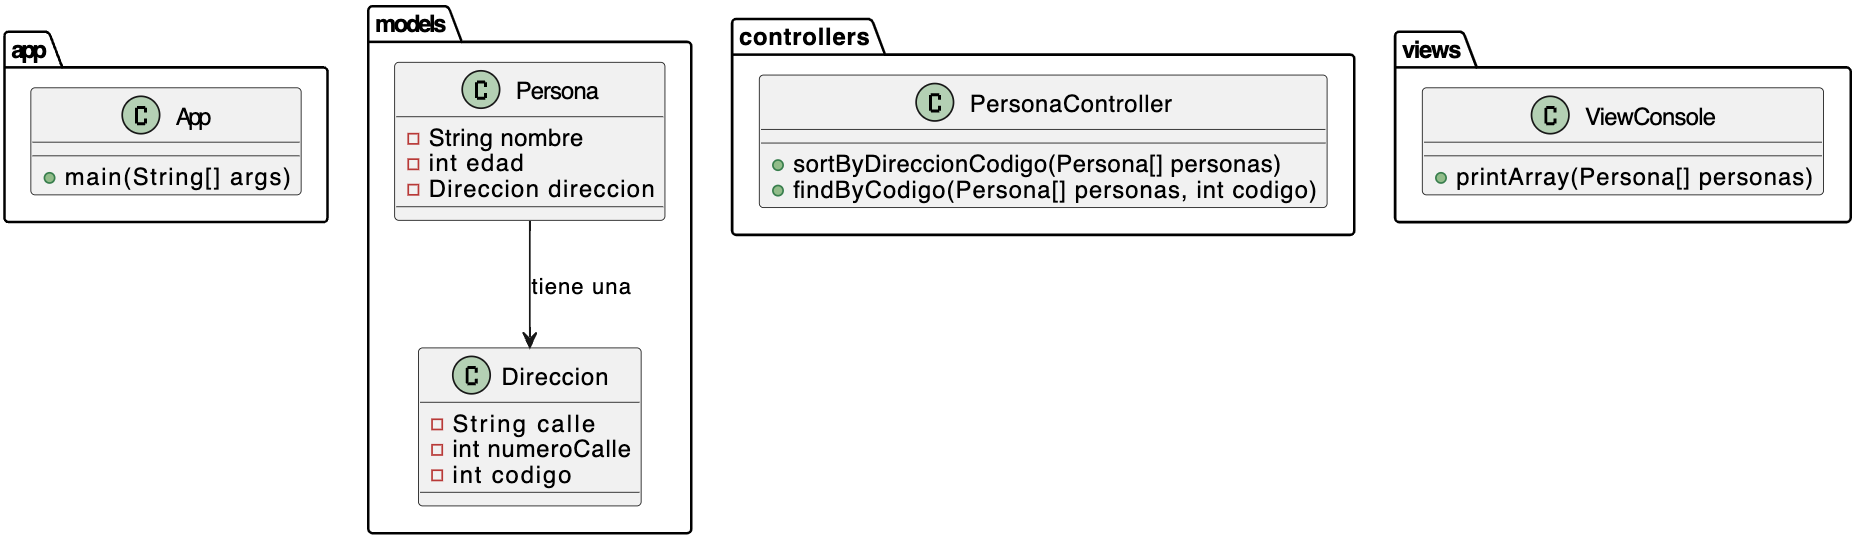 app
C App
main(String[] args)
models
C Persona
String nombre
int edad
Direccion direccion
tiene una
C Direccion
String calle
int numeroCalle
int codigo
controllers
C PersonaController
sortByDireccionCodigo(Persona[] personas)
findByCodigo(Persona[] personas, int codigo)
views
C ViewConsole
printArray(Persona[] personas)